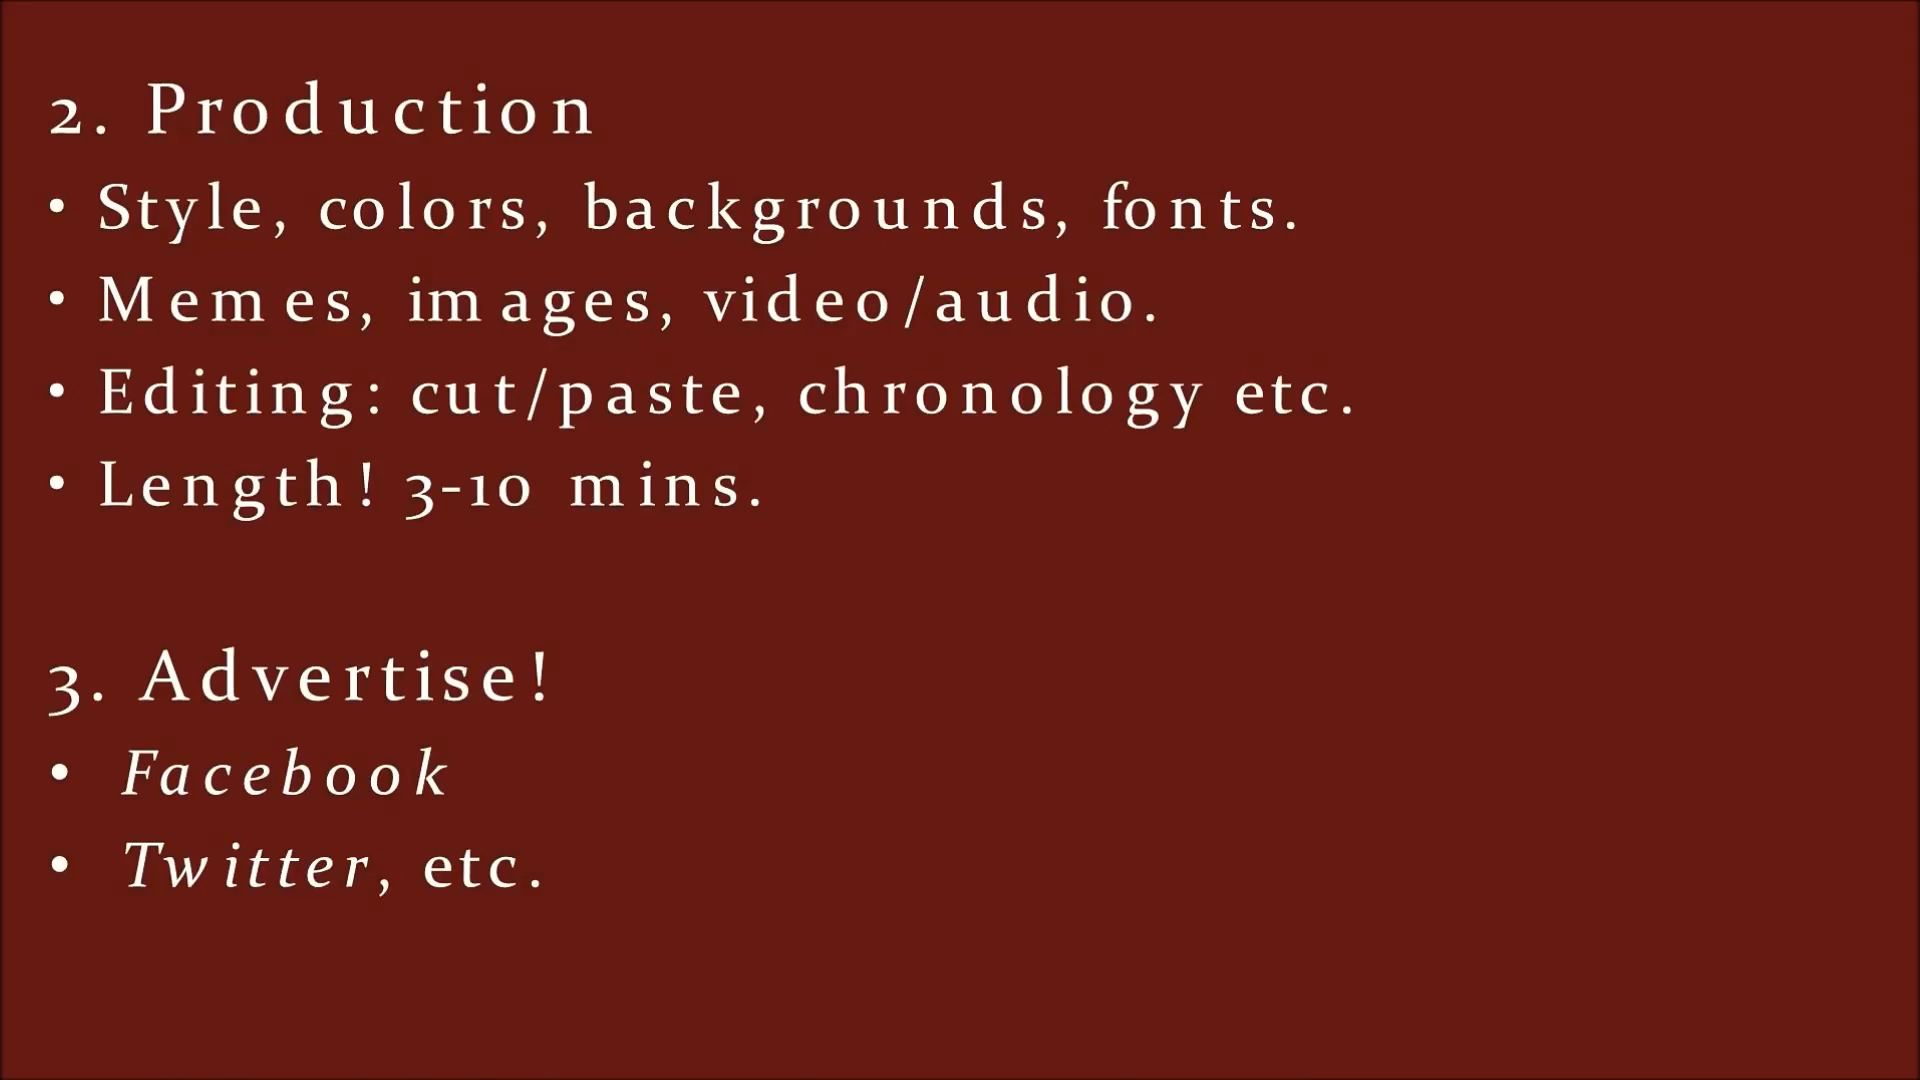 2. Production
• Style, colors, backgrounds, fonts.
• Memes, images, video/audio.
• Editing: cut/paste, chronology etc.
• Length! 3-10 mins.
3. Advertise!
• Facebook
• Twitter, etc.